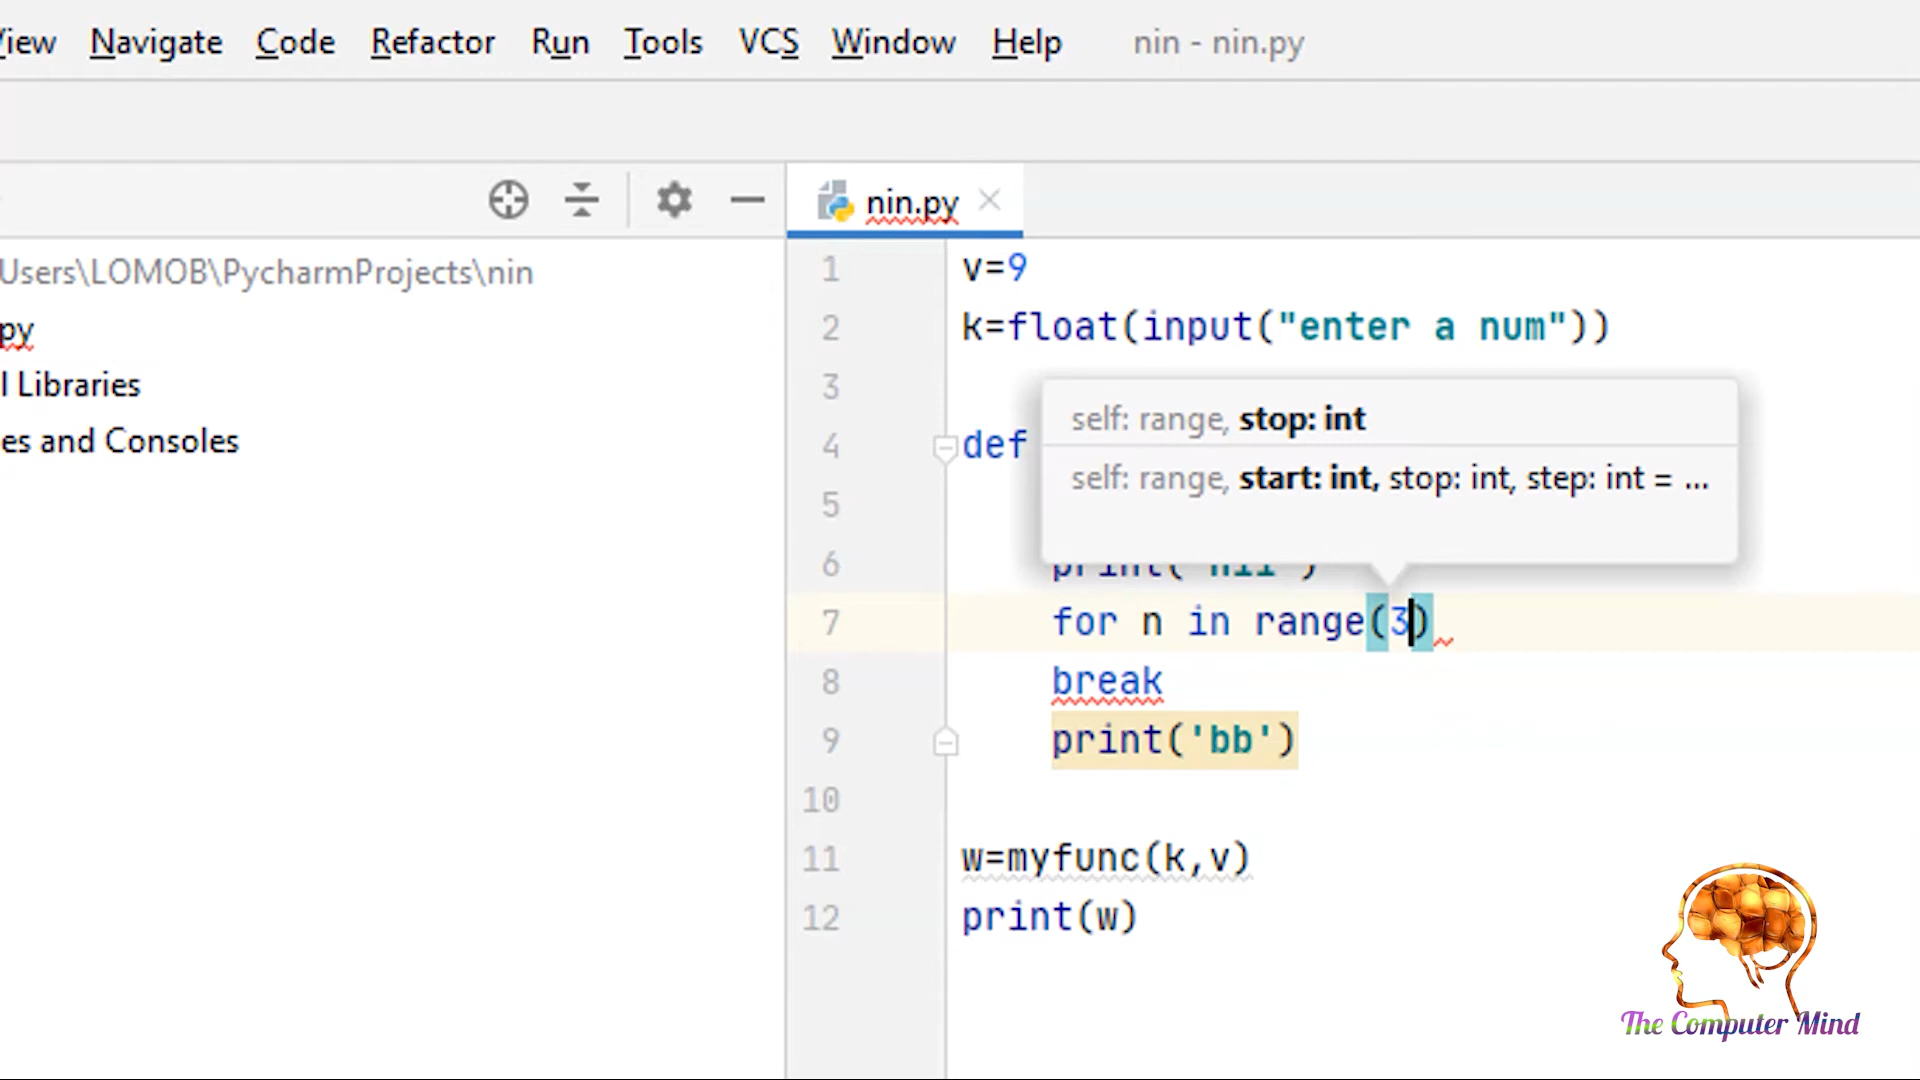 View Navigate Code Refactor Run Tools VCS Window Help nin - nin.py
nin.py
Users\LOMOB\PycharmProjects\nin
py
l Libraries
es and Consoles
1 v=9
2 k=float(input("enter a num"))
3
self: range, stop: int
4 def
self: range, start: int, stop: int, step: int = ...
5
6 print(
7 for n in range(3)
8 break
9 print('bb')
10
11 w=myfunc(k,v)
12 print(w)
The Computer Mind